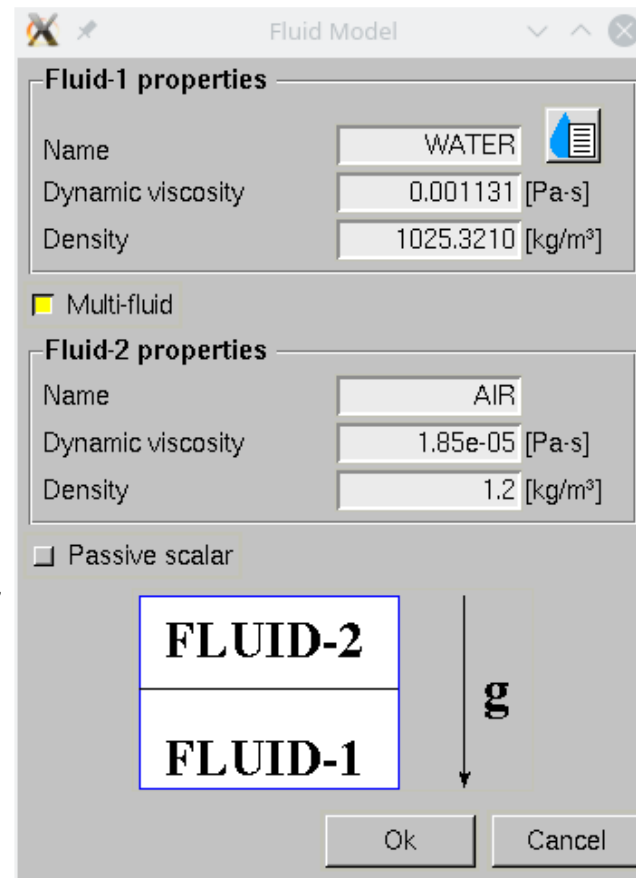 Fluid Model
Fluid-1 properties
Name WATER
Dynamic viscosity 0.001131 [Pa-s]
Density 1025.3210 [kg/m³]
Multi-fluid
Fluid-2 properties
Name AIR
Dynamic viscosity 1.85e-05 [Pa-s]
Density 1.2 [kg/m³]
Passive scalar
FLUID-2
g
FLUID-1
Ok Cancel